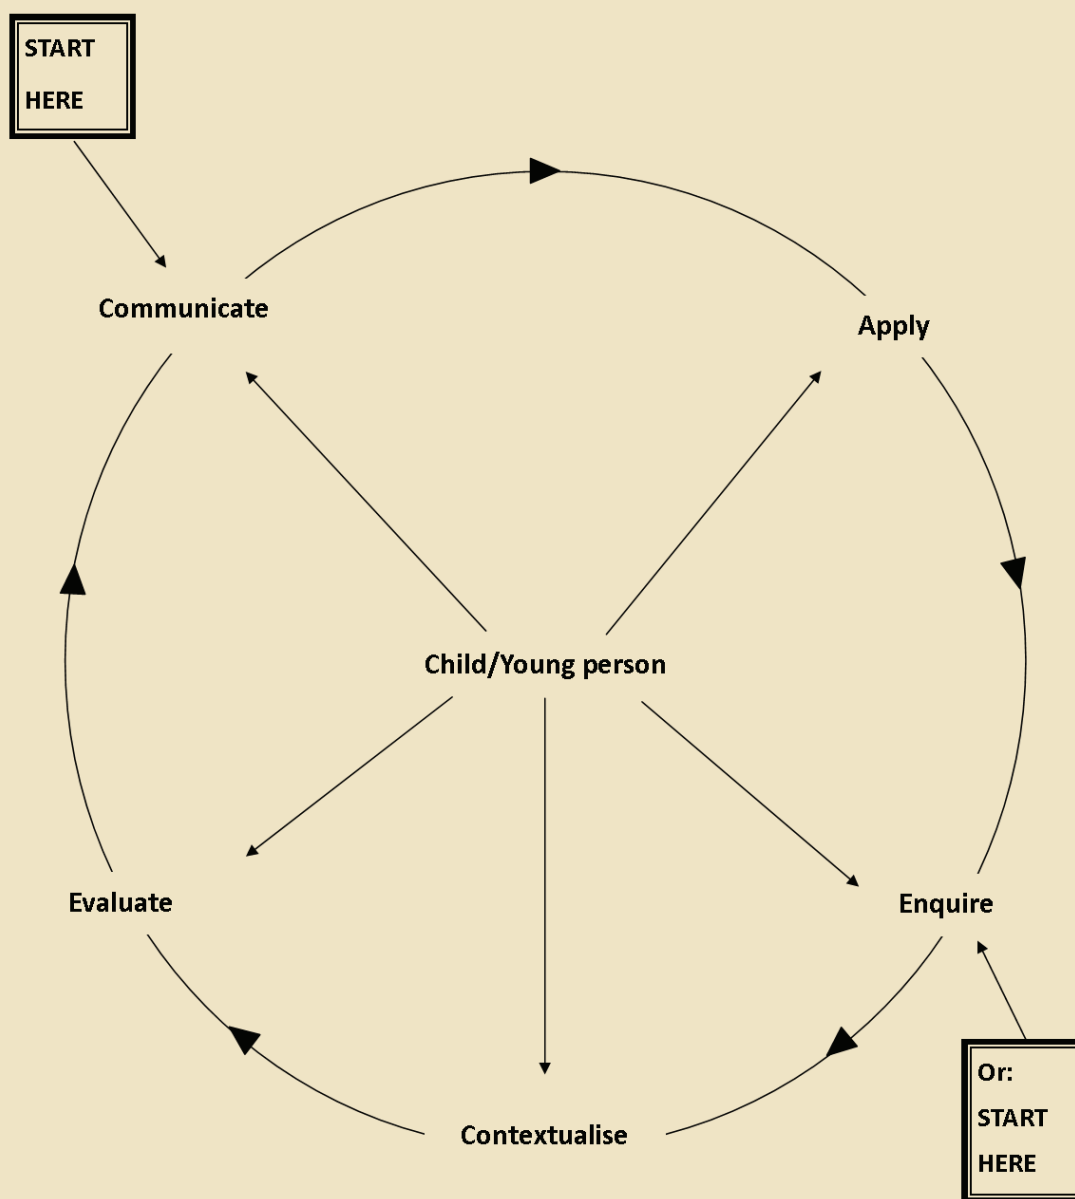 START
HERE
Communicate
Apply
Child/Young person
Evaluate
Enquire
Contextualise
Or:
START
HERE